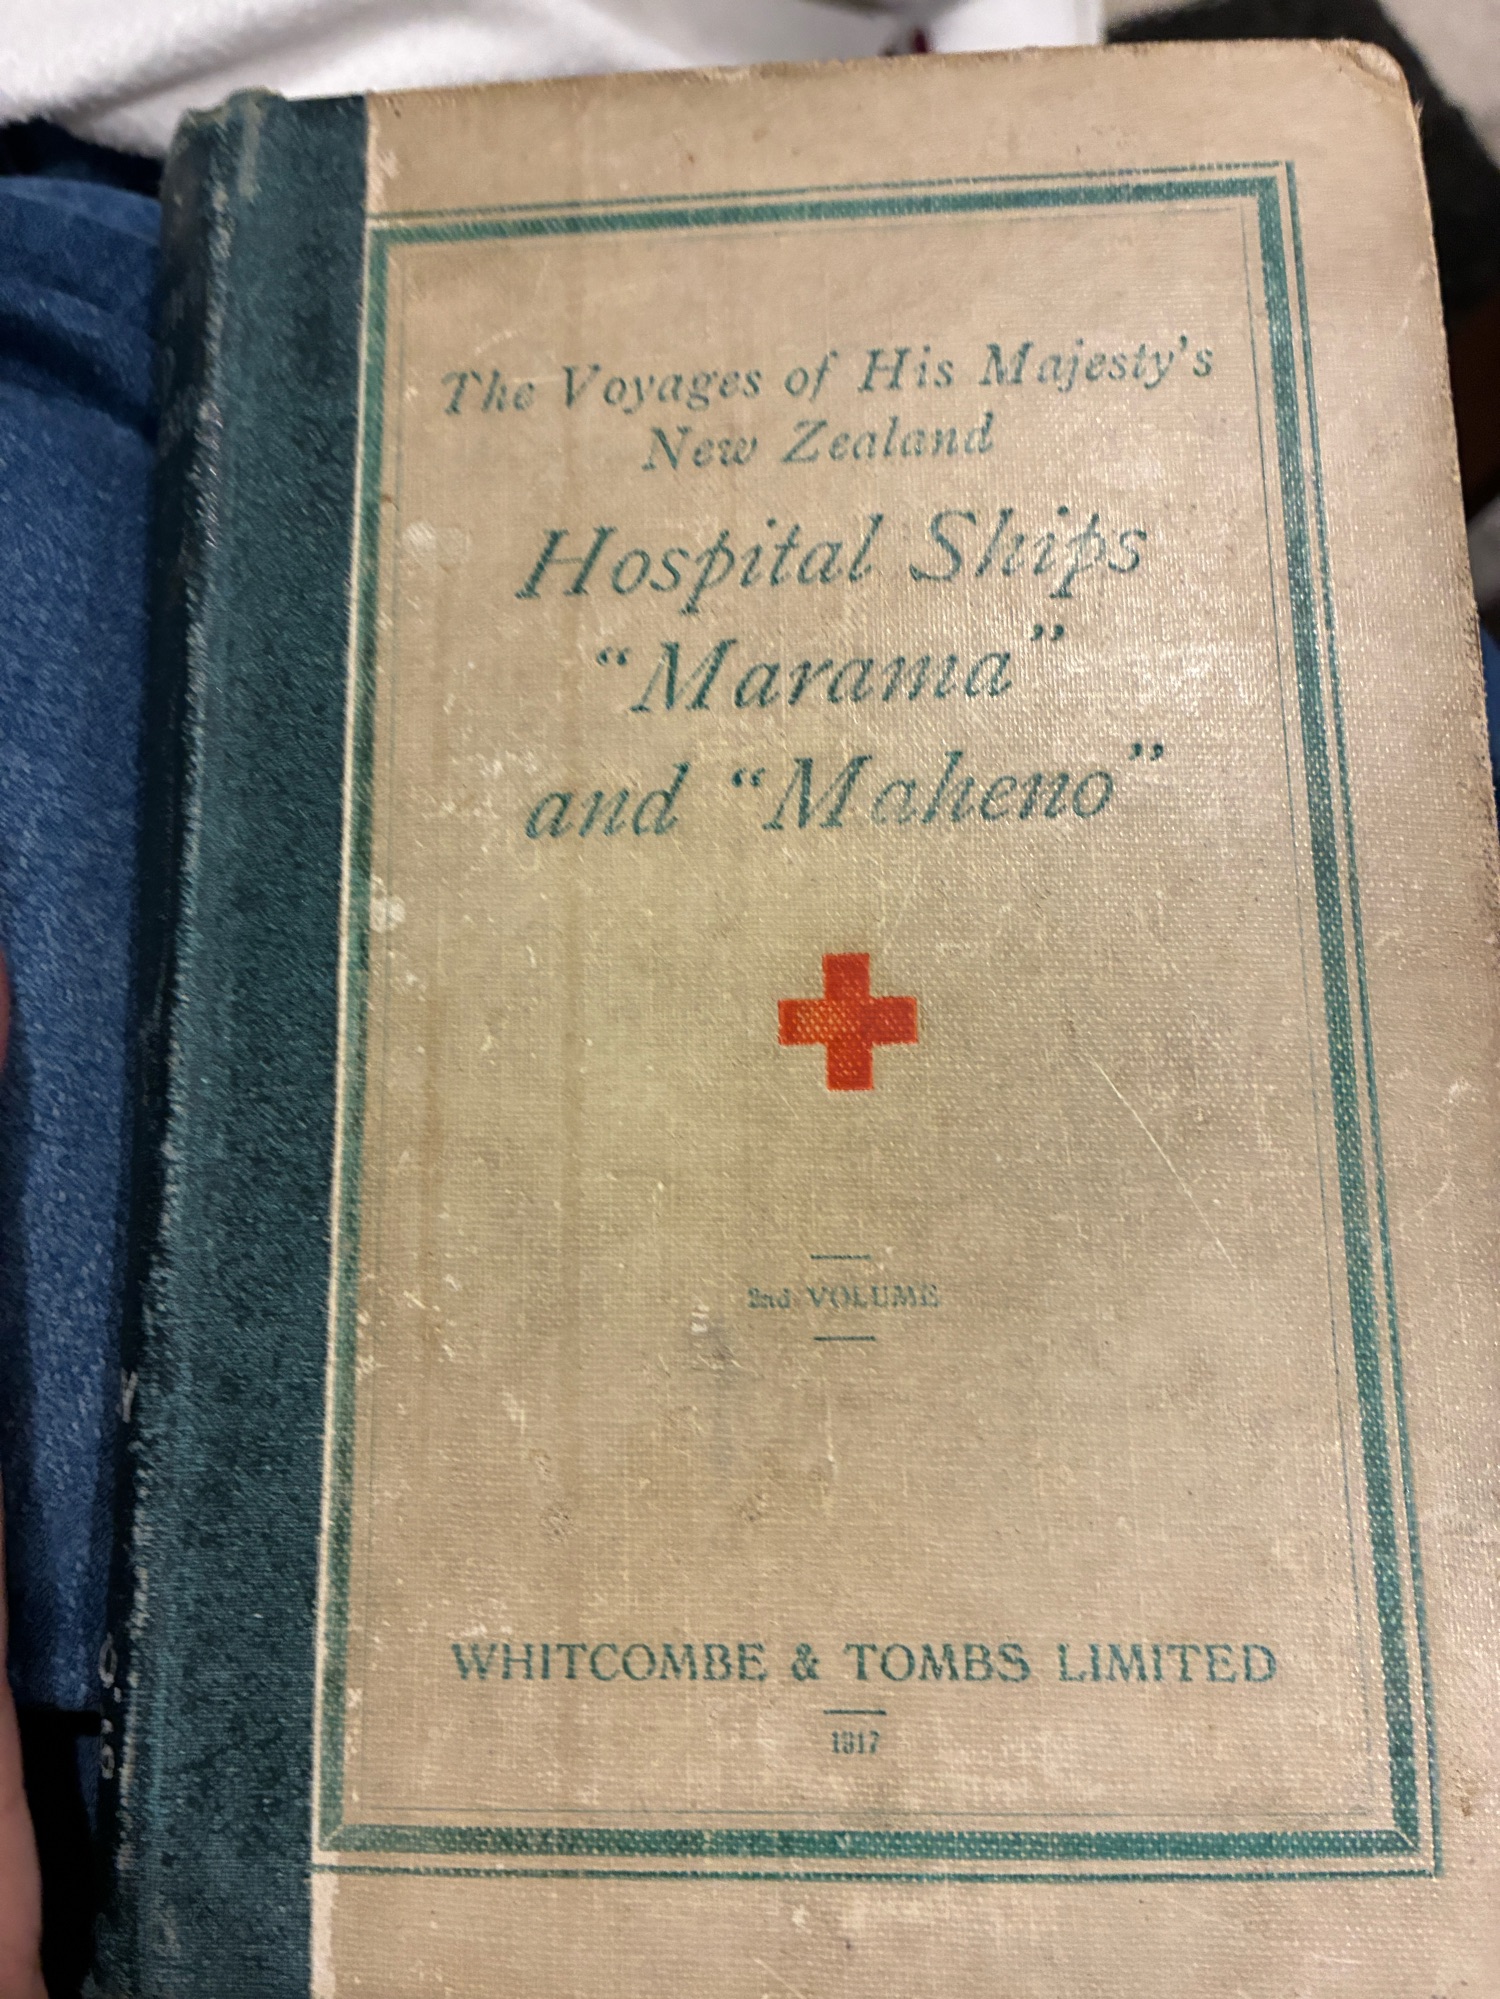 The Voyages of His Majesty's
New Zealand
Hospital Ships
“Marama”
and “Maheno”
2nd VOLUME
WHITCOMBE & TOMBS LIMITED
1917